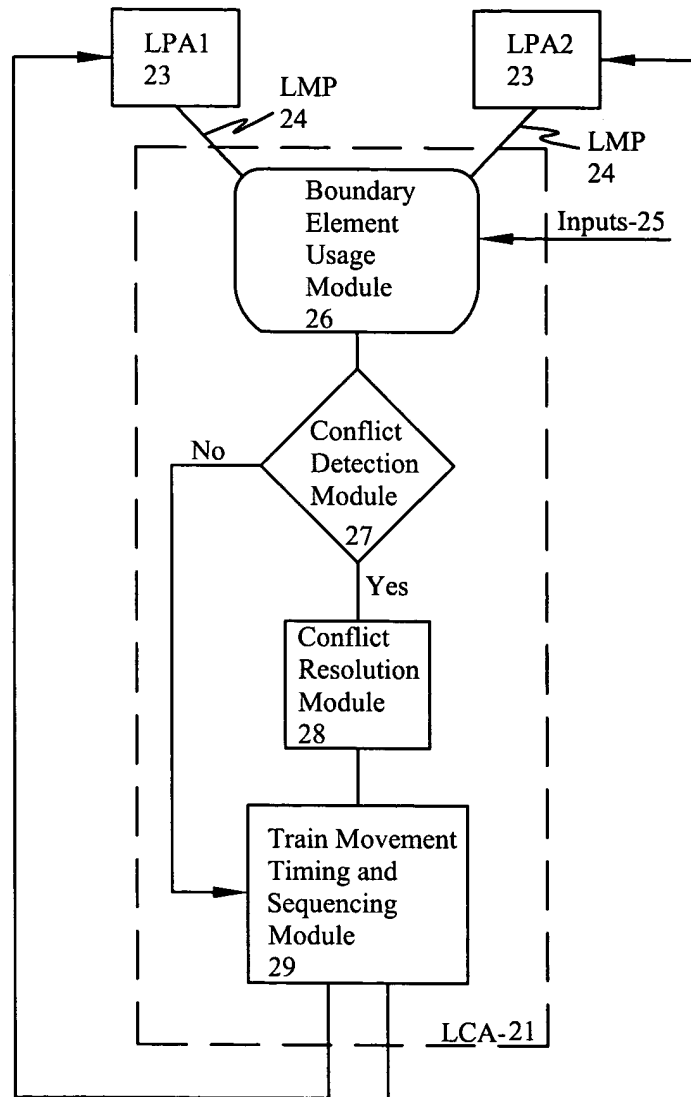 LPA1
23
LPA2
23
LMP
24
LMP
24
Boundary
Element
Usage
Module
26
Inputs-25
Conflict
Detection
Module
27
No
Yes
Conflict
Resolution
Module
28
Train Movement
Timing and
Sequencing
Module
29
LCA-21